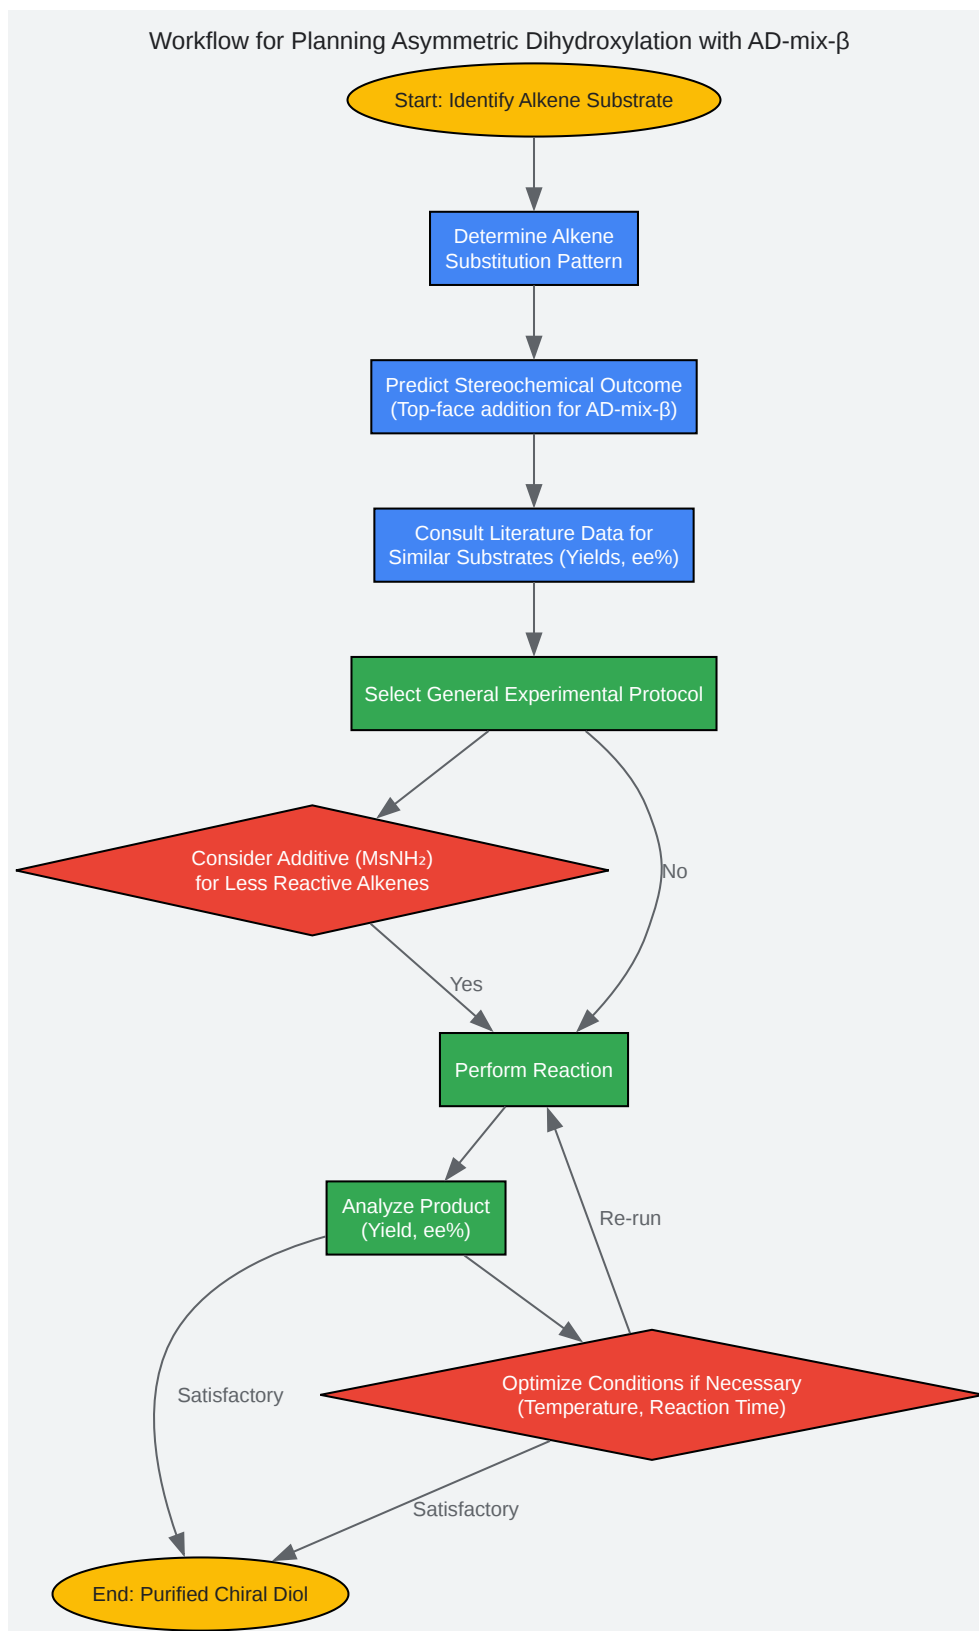 Workflow for Planning Asymmetric Dihydroxylation with AD-mix-β
Start: Identify Alkene Substrate
Determine Alkene
Substitution Pattern
Predict Stereochemical Outcome
(Top-face addition for AD-mix-β)
Consult Literature Data for
Similar Substrates (Yields, ee%)
Select General Experimental Protocol
Consider Additive (MsNH₂)
for Less Reactive Alkenes
No
Yes
Perform Reaction
Analyze Product
(Yield, ee%)
Re-run
Optimize Conditions if Necessary
(Temperature, Reaction Time)
Satisfactory
Satisfactory
End: Purified Chiral Diol